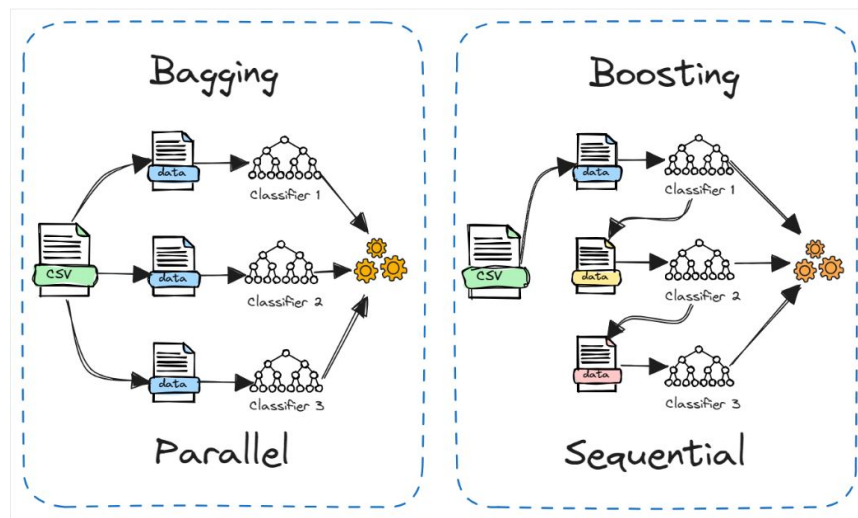 Bagging
data
Classifier 1
CSV
data
Classifier 2
data
Classifier 3
Parallel
Boosting
data
Classifier 1
CSV
data
Classifier 2
data
Classifier 3
Sequential